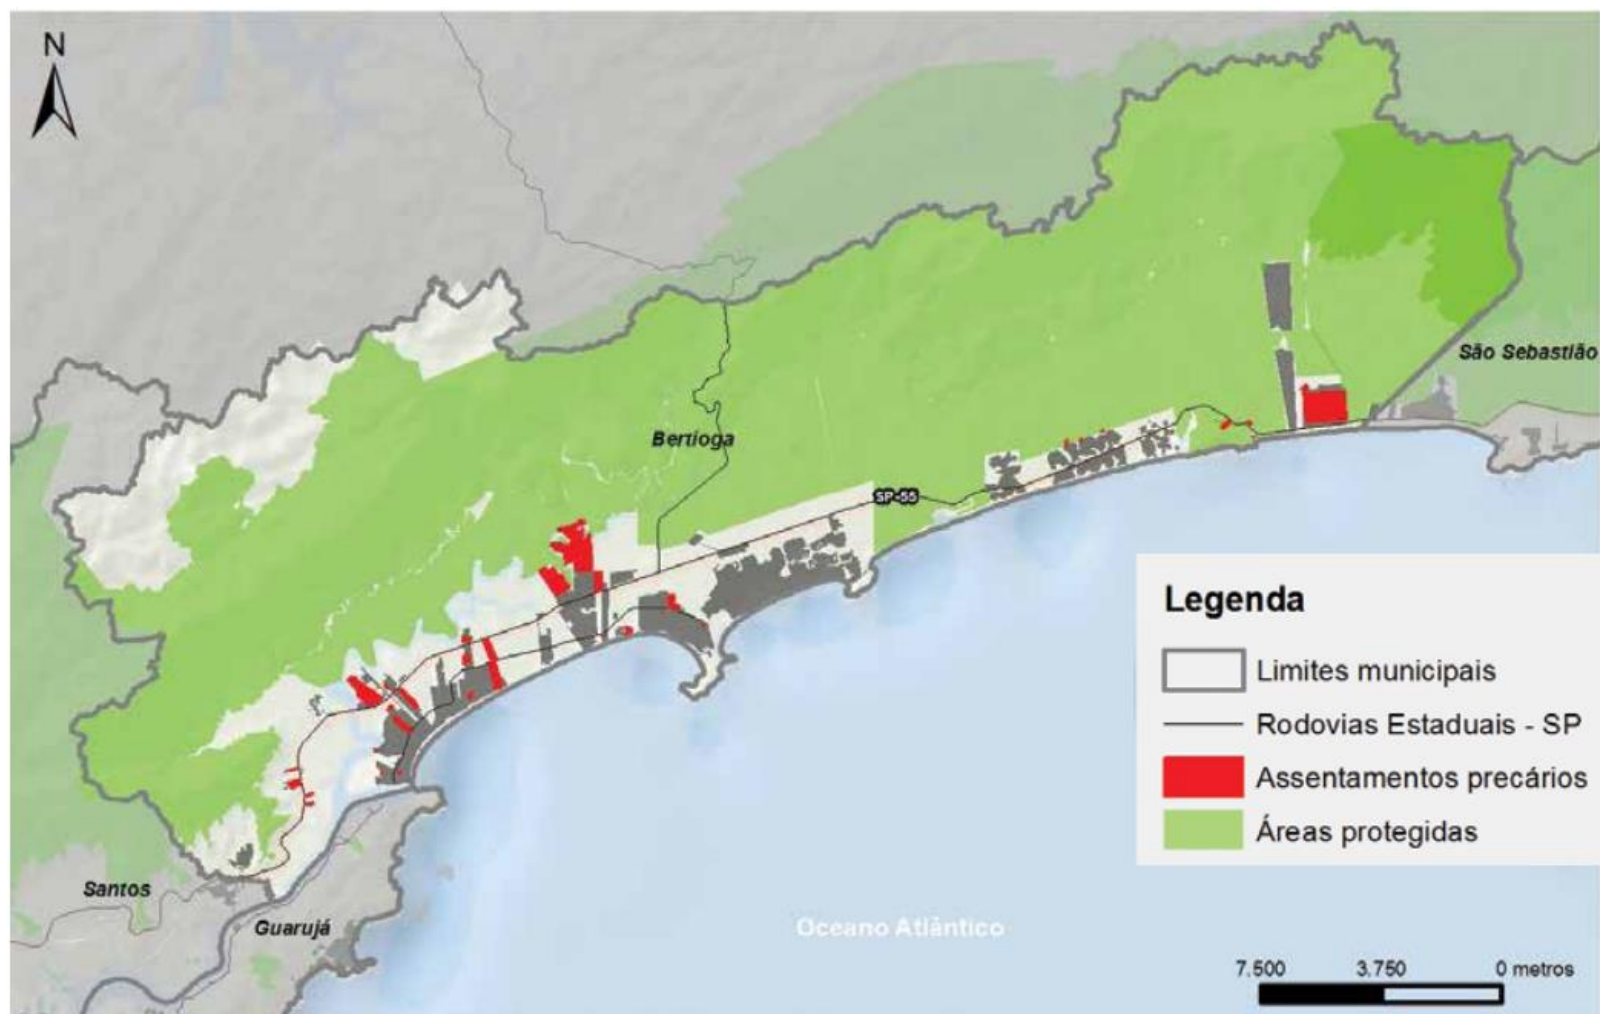 N
São Sebastião
Bertioga
SP-55
Legenda
Limites municipais
Rodovias Estaduais - SP
Assentamentos precários
Áreas protegidas
Santos
Guarujá
Oceano Atlântico
7.500 3.750 0 metros